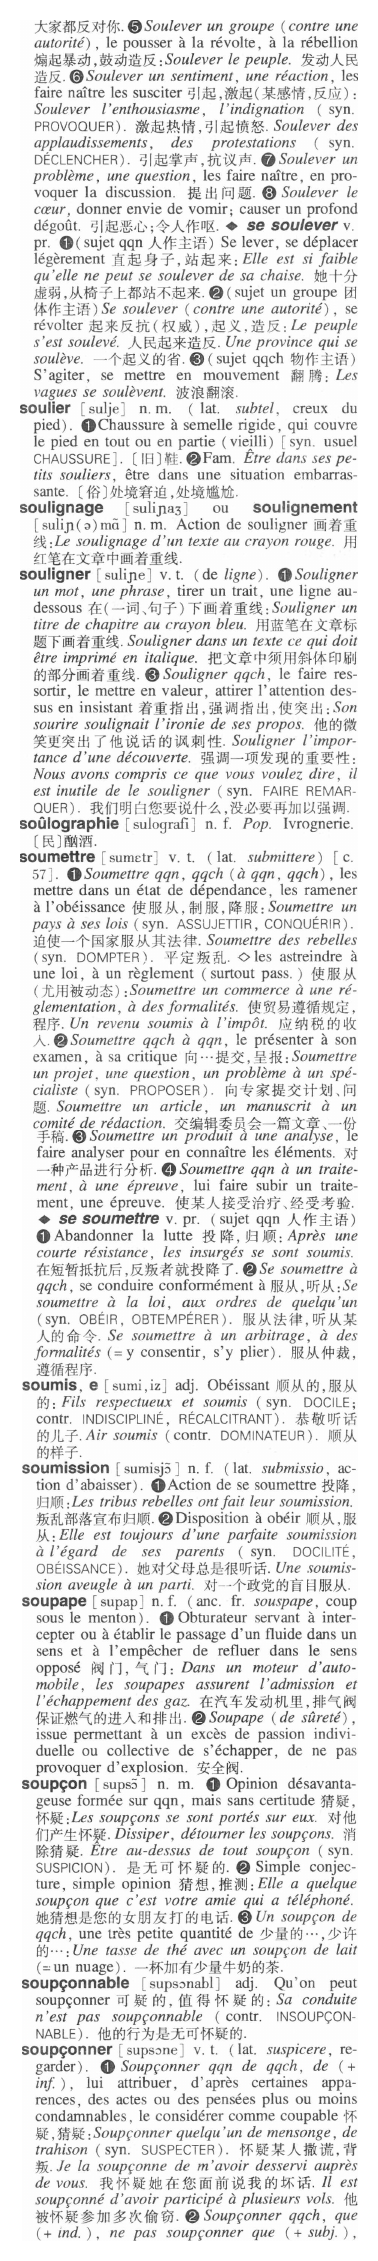 大家都反对你. ❺ Soulever un groupe (contre une
autorité), le pousser à la révolte, à la rébellion
煽起暴动,鼓动造反:Soulever le peuple. 发动人民
造反. ❻ Soulever un sentiment, une réaction, les
faire naître les susciter 引起,激起(某感情,反应):
Soulever l'enthousiasme, l'indignation ( syn.
PROVOQUER). 激起热情,引起愤怒. Soulever des
applaudissements, des protestations ( syn.
DÉCLENCHER). 引起掌声,抗议声. ❼ Soulever un
problème, une question, les faire naître, en pro-
voquer la discussion. 提出问题. ❽ Soulever le
cœur, donner envie de vomir; causer un profond
dégoût. 引起恶心;令人作呕. ◆ se soulever v.
pr. ❶(sujet qqn 人作主语) Se lever, se déplacer
légèrement 直起身子,站起来: Elle est si faible
qu'elle ne peut se soulever de sa chaise. 她十分
虚弱,从椅子上都站不起来. ❷(sujet un groupe 团
体作主语) Se soulever (contre une autorité), se
révolter 起来反抗(权威),起义,造反: Le peuple
s'est soulevé. 人民起来造反. Une province qui se
soulève. 一个起义的省. ❸(sujet qqch 物作主语)
S'agiter, se mettre en mouvement 翻腾: Les
vagues se soulèvent. 波浪翻滚.
soulier [sulje] n. m. ( lat. subtel, creux du
pied). ❶Chaussure à semelle rigide, qui couvre
le pied en tout ou en partie (vieilli) [syn. usuel
CHAUSSURE]. [旧]鞋. ❷Fam. Être dans ses pe-
tits souliers, être dans une situation embarras-
sante. [俗]处境窘迫,处境尴尬.
soulignage [suliɲaʒ] ou soulignement
[suliɲ(ə)mɑ̃] n. m. Action de souligner 画着重
线:Le soulignage d'un texte au crayon rouge. 用
红笔在文章中画着重线.
souligner [suliɲe] v. t. (de ligne). ❶ Souligner
un mot, une phrase, tirer un trait, une ligne au-
dessous 在(一词、句子)下画着重线:Souligner un
titre de chapitre au crayon bleu. 用蓝笔在文章标
题下画着重线. Souligner dans un texte ce qui doit
être imprimé en italique. 把文章中须用斜体印刷
的部分画着重线. ❸ Souligner qqch, le faire res-
sortir, le mettre en valeur, attirer l'attention des-
sus en insistant 着重指出,强调指出,使突出:Son
sourire soulignait l'ironie de ses propos. 他的微
笑更突出了他说话的讽刺性. Souligner l'impor-
tance d'une découverte. 强调一项发现的重要性:
Nous avons compris ce que vous voulez dire, il
est inutile de le souligner (syn. FAIRE REMAR-
QUER). 我们明白您要说什么,没必要再加以强调.
soûlographie [sulografi] n. f. Pop. Ivrognerie.
[民]酗酒.
soumettre [sumɛtr] v. t. (lat. submittere) [c.
57]. ❶Soumettre qqn, qqch (à qqn, qqch), les
mettre dans un état de dépendance, les ramener
à l'obéissance 使服从,制服,降服:Soumettre un
pays à ses lois (syn. ASSUJETTIR, CONQUÉRIR).
迫使一个国家服从其法律. Soumettre des rebelles
(syn. DOMPTER). 平定叛乱. ◇les astreindre à
une loi, à un règlement (surtout pass.) 使服从
(尤用被动态):Soumettre un commerce à une ré-
glementation, à des formalités. 使贸易遵循规定,
程序. Un revenu soumis à l'impôt. 应纳税的收
入. ❷Soumettre qqch à qqn, le présenter à son
examen, à sa critique 向…提交,呈报:Soumettre
un projet, une question, un problème à un spé-
cialiste (syn. PROPOSER). 向专家提交计划、问
题. Soumettre un article, un manuscrit à un
comité de rédaction. 交编辑委员会一篇文章、一份
手稿. ❸ Soumettre un produit à une analyse, le
faire analyser pour en connaître les éléments. 对
一种产品进行分析. ❹ Soumettre qqn à un traite-
ment, à une épreuve, lui faire subir un traite-
ment, une épreuve. 使某人接受治疗、经受考验.
◆ se soumettre v. pr. (sujet qqn 人作主语)
❶Abandonner la lutte 投降,归顺: Après une
courte résistance, les insurgés se sont soumis.
在短暂抵抗后,反叛者就投降了. ❷Se soumettre à
qqch, se conduire conformément à 服从,听从:Se
soumettre à la loi, aux ordres de quelqu'un
(syn. OBÉIR, OBTEMPÉRER). 服从法律,听从某
人的命令. Se soumettre à un arbitrage, à des
formalités (= y consentir, s'y plier). 服从仲裁,
遵循程序.
soumis, e [sumi,iz] adj. Obéissant 顺从的,服从
的: Fils respectueux et soumis (syn. DOCILE;
contr. INDISCIPLINÉ, RÉCALCITRANT). 恭敬听话
的儿子. Air soumis (contr. DOMINATEUR). 顺从
的样子.
soumission [sumisjɔ̃] n. f. (lat. submissio, ac-
tion d'abaisser). ❶Action de se soumettre 投降,
归顺:Les tribus rebelles ont fait leur soumission.
叛乱部落宣布归顺. ❷Disposition à obéir 顺从,服
从: Elle est toujours d'une parfaite soumission
à l'égard de ses parents ( syn. DOCILITÉ,
OBÉISSANCE). 她对父母总是很听话. Une soumis-
sion aveugle à un parti. 对一个政党的盲目服从.
soupape [supap] n. f. (anc. fr. souspape, coup
sous le menton). ❶ Obturateur servant à inter-
cepter ou à établir le passage d'un fluide dans un
sens et à l'empêcher de refluer dans le sens
opposé 阀门,气门: Dans un moteur d'auto-
mobile, les soupapes assurent l'admission et
l'échappement des gaz. 在汽车发动机里,排气阀
保证燃气的进入和排出. ❷ Soupape (de sûreté),
issue permettant à un excès de passion indivi-
duelle ou collective de s'échapper, de ne pas
provoquer d'explosion. 安全阀.
soupçon [supsɔ̃] n. m. ❶ Opinion désavanta-
geuse formée sur qqn, mais sans certitude 猜疑,
怀疑:Les soupçons se sont portés sur eux. 对他
们产生怀疑. Dissiper, détourner les soupçons. 消
除猜疑. Être au-dessus de tout soupçon ( syn.
SUSPICION). 是无可怀疑的. ❷ Simple conjec-
ture, simple opinion 猜想,推测: Elle a quelque
soupçon que c'est votre amie qui a téléphoné.
她猜想是您的女朋友打的电话. ❸ Un soupçon de
qqch, une très petite quantité de 少量的…,少许
的…: Une tasse de thé avec un soupçon de lait
(= un nuage). 一杯加有少量牛奶的茶.
soupçonnable [supsɔnabl] adj. Qu'on peut
soupçonner 可疑的,值得怀疑的: Sa conduite
n'est pas soupçonnable ( contr. INSOUPÇON-
NABLE). 他的行为是无可怀疑的.
soupçonner [supsɔne] v. t. (lat. suspicere, re-
garder). ❶ Soupçonner qqn de qqch, de (+
inf. ), lui attribuer, d'après certaines appa-
rences, des actes ou des pensées plus ou moins
condamnables, le considérer comme coupable 怀
疑,猜疑:Soupçonner quelqu'un de mensonge, de
trahison (syn. SUSPECTER). 怀疑某人撒谎,背
叛. Je la soupçonne de m'avoir desservi auprès
de vous. 我怀疑她在您面前说我的坏话. Il est
soupçonné d'avoir participé à plusieurs vols. 他
被怀疑参加多次偷窃. ❷ Soupçonner qqch, que
(+ ind. ), ne pas soupçonner que (+ subj. ),